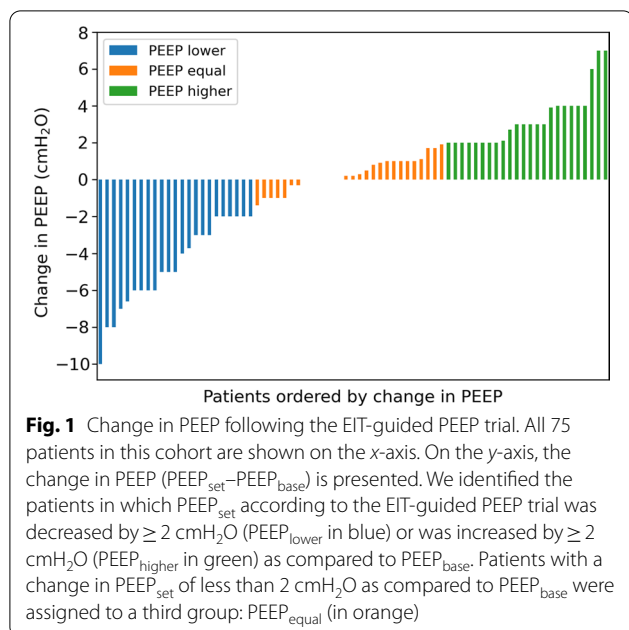 8
6
4
2
0
−2
−4
−6
−8
−10
Change in PEEP (cmH₂O)
PEEP lower
PEEP equal
PEEP higher
Patients ordered by change in PEEP
Fig. 1 Change in PEEP following the EIT-guided PEEP trial. All 75
patients in this cohort are shown on the x-axis. On the y-axis, the
change in PEEP (PEEPset–PEEPbase) is presented. We identified the
patients in which PEEPset according to the EIT-guided PEEP trial was
decreased by ≥ 2 cmH₂O (PEEPlower in blue) or was increased by ≥ 2
cmH₂O (PEEPhigher in green) as compared to PEEPbase. Patients with a
change in PEEPset of less than 2 cmH₂O as compared to PEEPbase were
assigned to a third group: PEEPequal (in orange)